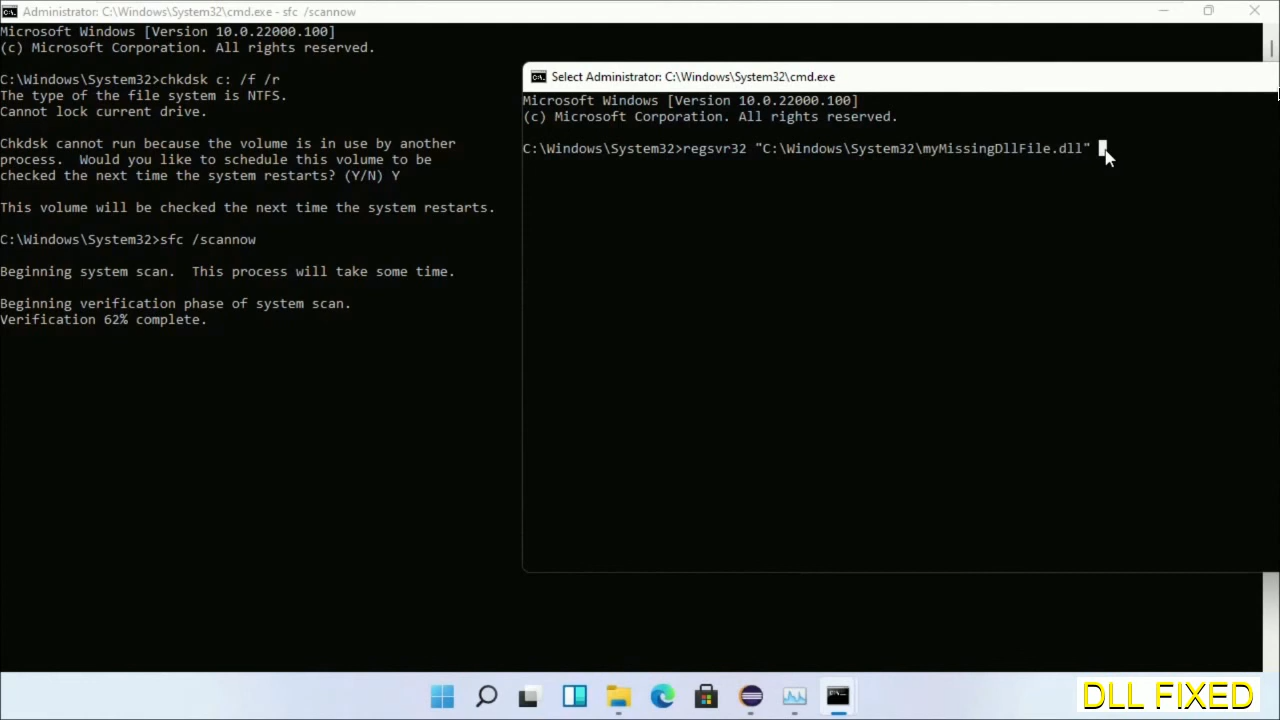 Administrator: C:\Windows\System32\cmd.exe - sfc /scannow
Microsoft Windows [Version 10.0.22000.100]
(c) Microsoft Corporation. All rights reserved.
C:\Windows\System32>chkdsk c: /f /r
The type of the file system is NTFS.
Cannot lock current drive.
Chkdsk cannot run because the volume is in use by another
process.  Would you like to schedule this volume to be
checked the next time the system restarts? (Y/N) Y
This volume will be checked the next time the system restarts.
C:\Windows\System32>sfc /scannow
Beginning system scan.  This process will take some time.
Beginning verification phase of system scan.
Verification 62% complete.
Select Administrator: C:\Windows\System32\cmd.exe
Microsoft Windows [Version 10.0.22000.100]
(c) Microsoft Corporation. All rights reserved.
C:\Windows\System32>regsvr32 "C:\Windows\System32\myMissingDllFile.dll"
DLL FIXED